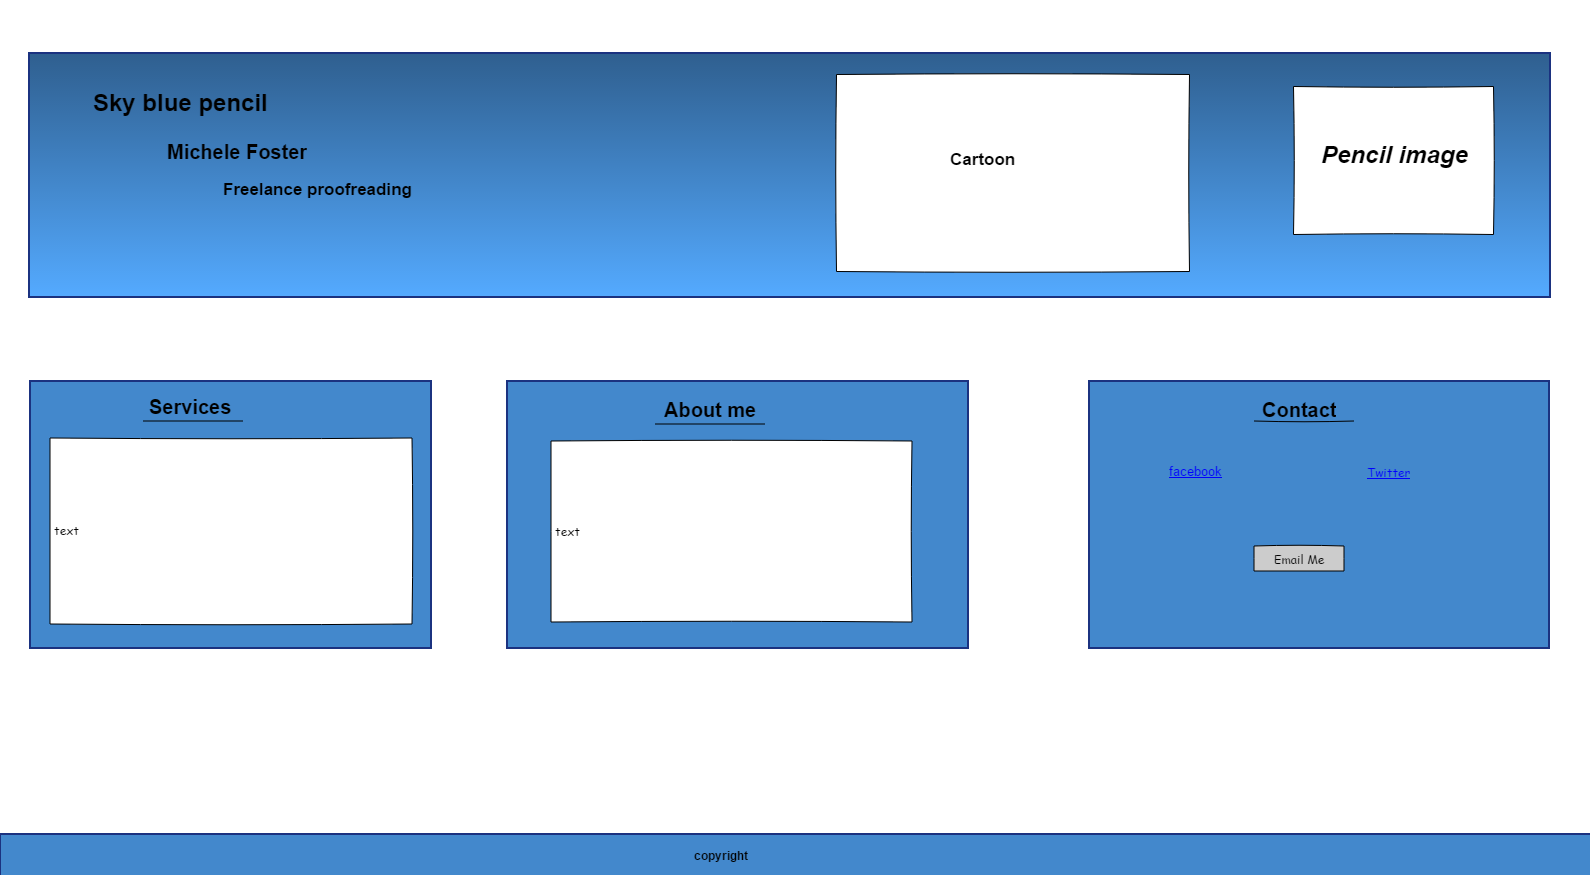 Sky blue pencil
Michele Foster
Freelance proofreading
Cartoon
Pencil image
Services
text
About me
text
Contact
facebook
Twitter
Email Me
copyright